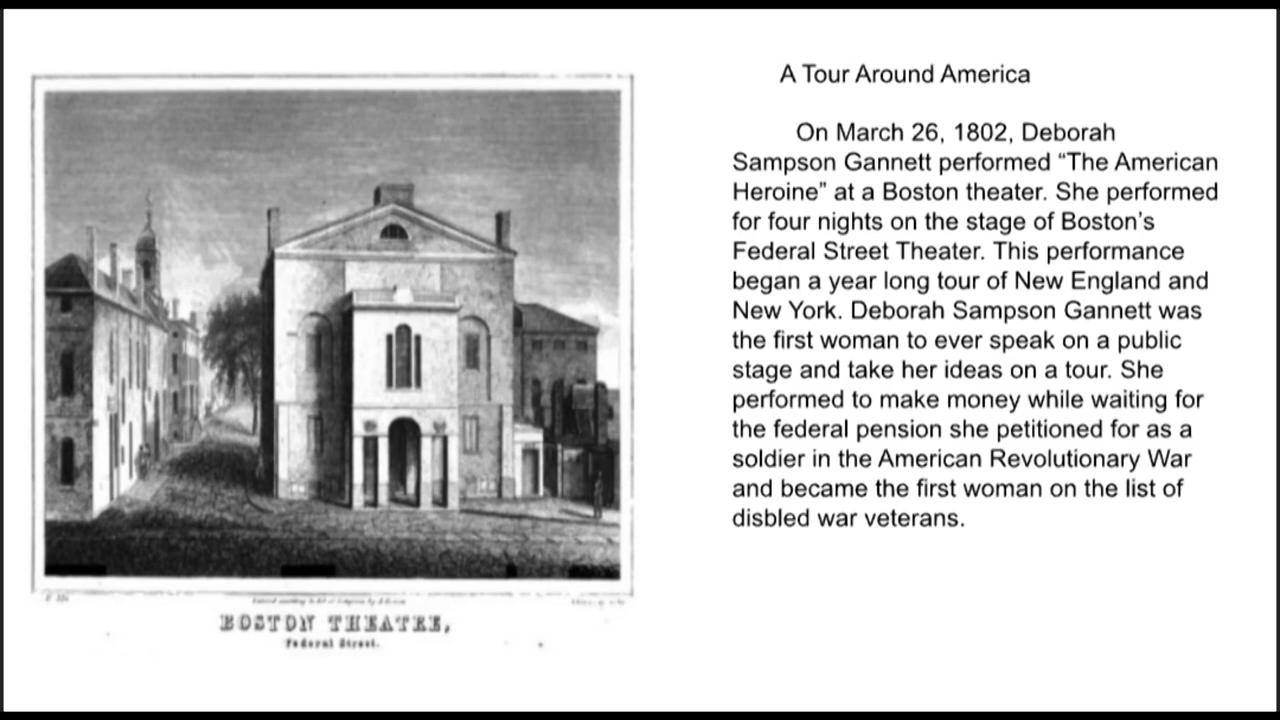 A Tour Around America
On March 26, 1802, Deborah
Sampson Gannett performed “The American
Heroine” at a Boston theater. She performed
for four nights on the stage of Boston’s
Federal Street Theater. This performance
began a year long tour of New England and
New York. Deborah Sampson Gannett was
the first woman to ever speak on a public
stage and take her ideas on a tour. She
performed to make money while waiting for
the federal pension she petitioned for as a
soldier in the American Revolutionary War
and became the first woman on the list of
disbled war veterans.
BOSTON THEATRE,
Federal Street.